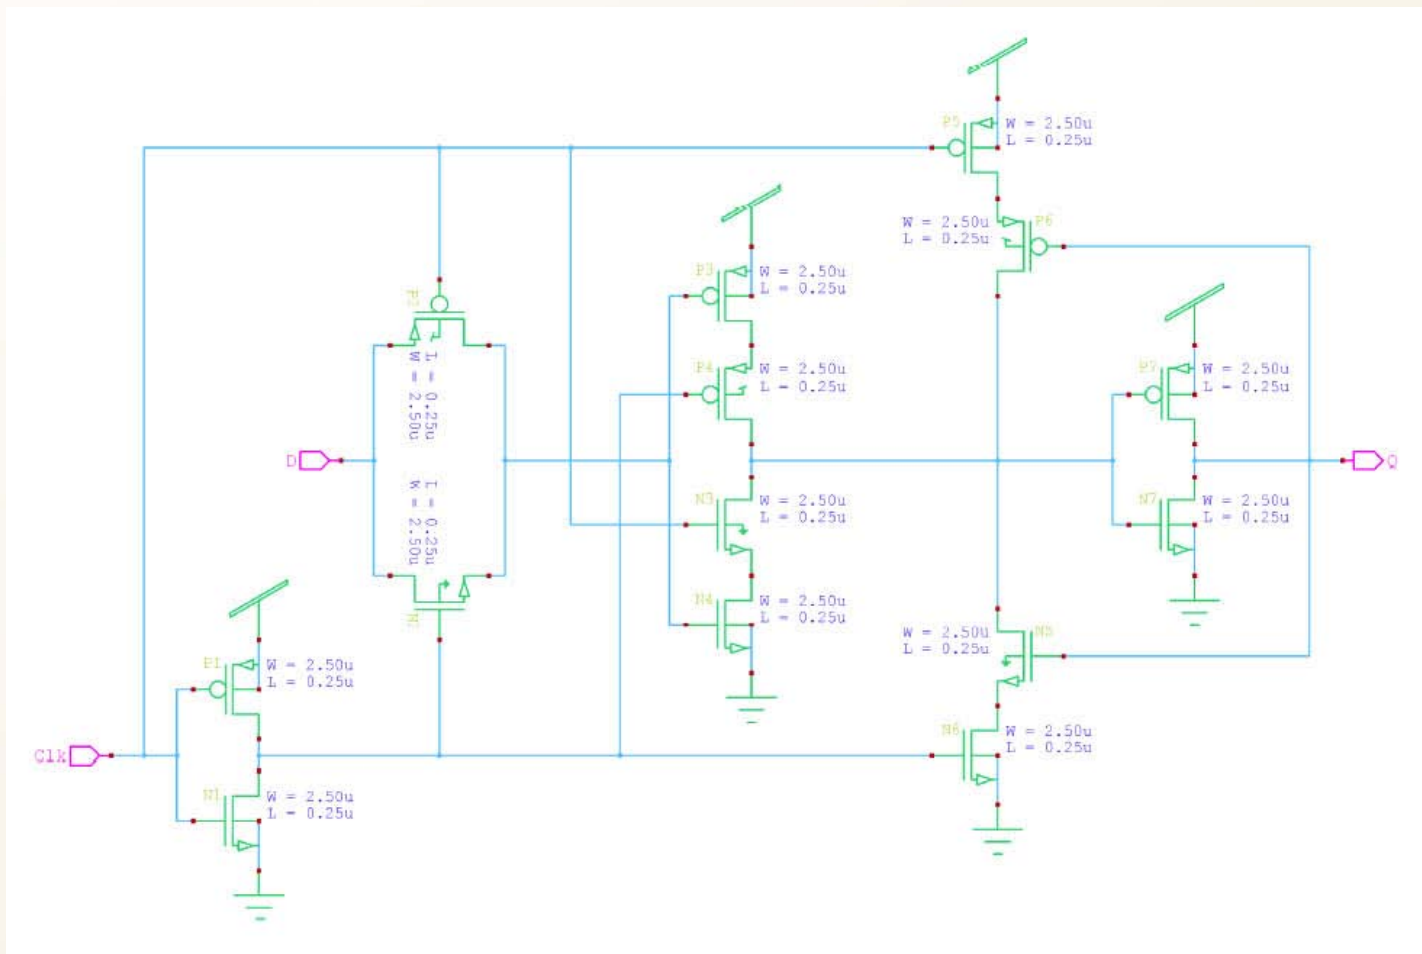 P5
W = 2.50u
L = 0.25u
W = 2.50u
L = 0.25u
P6
P3
W = 2.50u
L = 0.25u
P2
L = 0.25u
W = 2.50u
P4
W = 2.50u
L = 0.25u
P7
W = 2.50u
L = 0.25u
D
Q
L = 0.25u
W = 2.50u
N2
N3
W = 2.50u
L = 0.25u
N7
W = 2.50u
L = 0.25u
N4
W = 2.50u
L = 0.25u
W = 2.50u
L = 0.25u
N5
P1
W = 2.50u
L = 0.25u
Clk
N6
W = 2.50u
L = 0.25u
N1
W = 2.50u
L = 0.25u